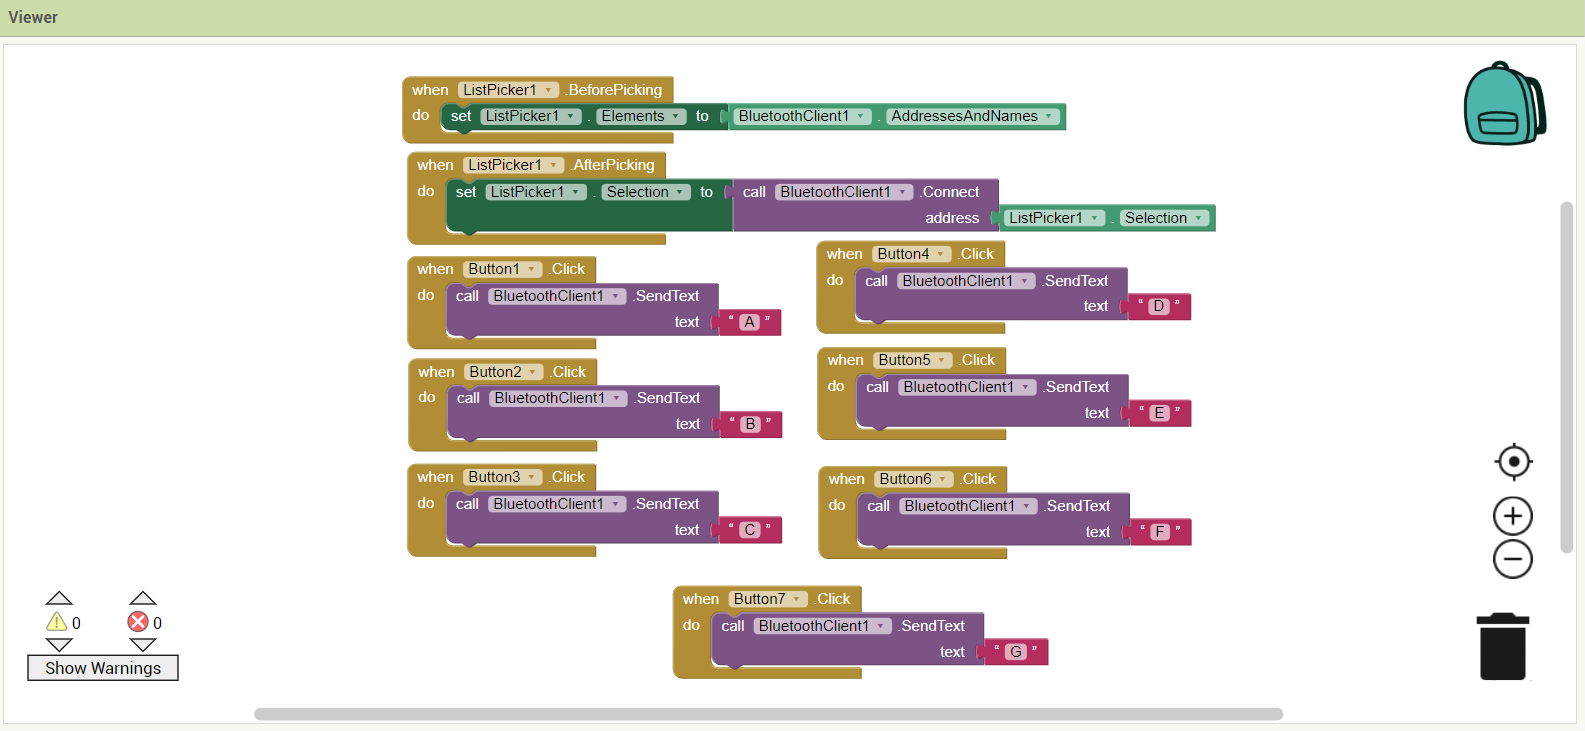 Viewer
when ListPicker1 .BeforePicking
do set ListPicker1 . Elements to BluetoothClient1 . AddressesAndNames
when ListPicker1 .AfterPicking
do set ListPicker1 . Selection to call BluetoothClient1 .Connect
address ListPicker1 . Selection
when Button1 .Click
do call BluetoothClient1 .SendText
text “ A ”
when Button2 .Click
do call BluetoothClient1 .SendText
text “ B ”
when Button3 .Click
do call BluetoothClient1 .SendText
text “ C ”
when Button4 .Click
do call BluetoothClient1 .SendText
text “ D ”
when Button5 .Click
do call BluetoothClient1 .SendText
text “ E ”
when Button6 .Click
do call BluetoothClient1 .SendText
text “ F ”
when Button7 .Click
do call BluetoothClient1 .SendText
text “ G ”
0 0
Show Warnings